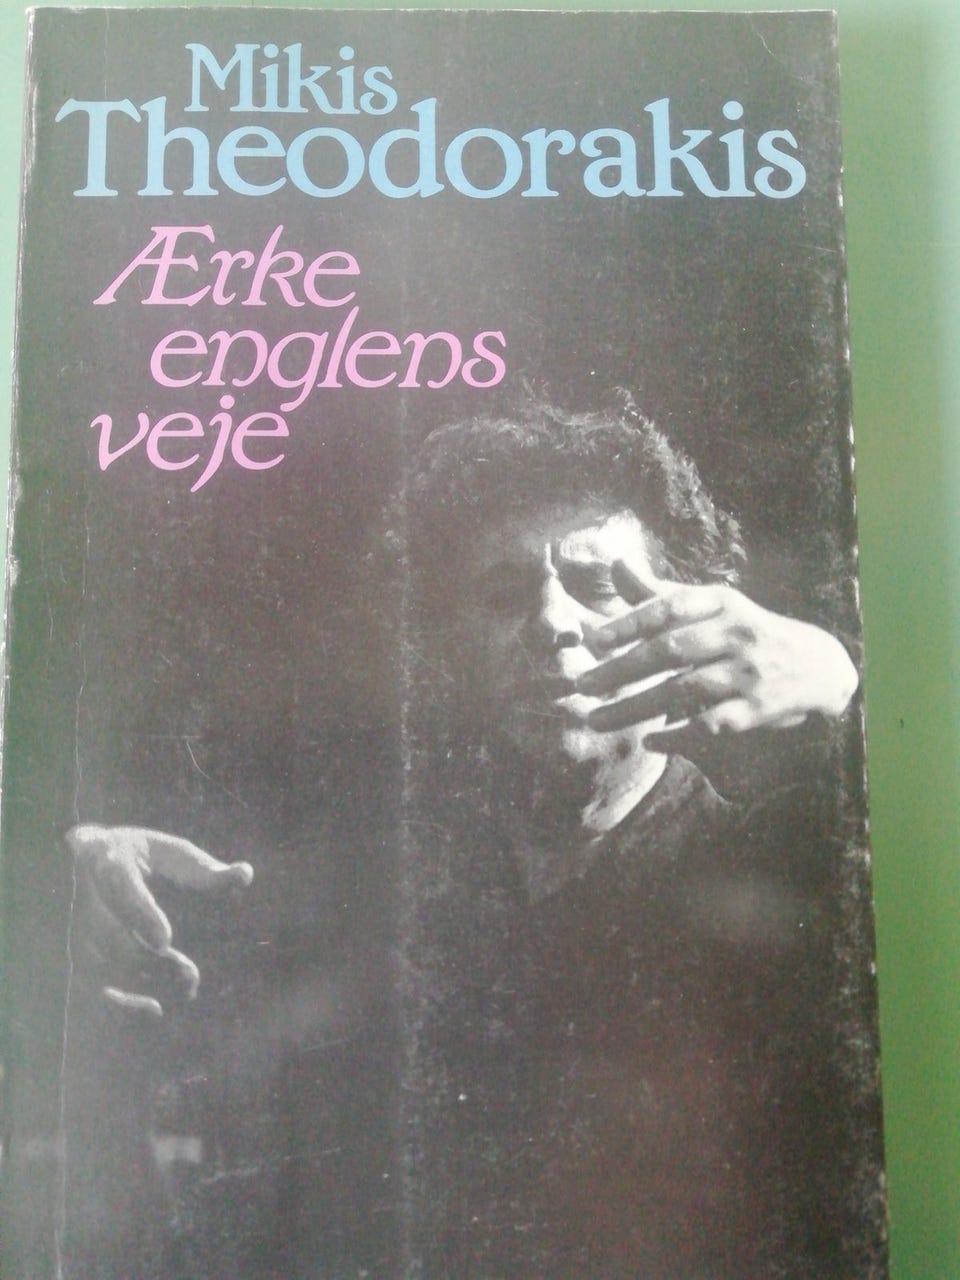 Mikis
Theodorakis
Ærke
englens
veje